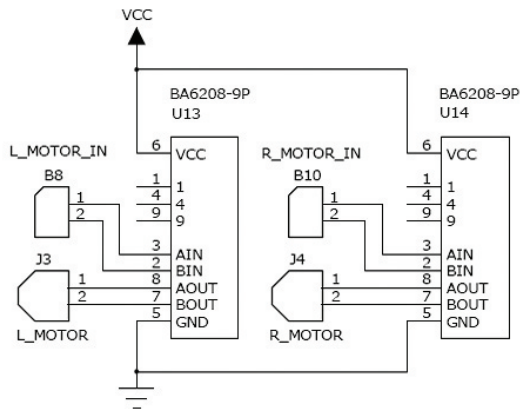 VCC
BA6208-9P
U13
BA6208-9P
U14
L_MOTOR_IN
B8
R_MOTOR_IN
B10
6 VCC
6 VCC
1 1
4 4
9 9
1 1
4 4
9 9
1
2
1
2
3 AIN
2 BIN
8 AOUT
7 BOUT
5 GND
3 AIN
2 BIN
8 AOUT
7 BOUT
5 GND
J3
1
2
L_MOTOR
J4
1
2
R_MOTOR